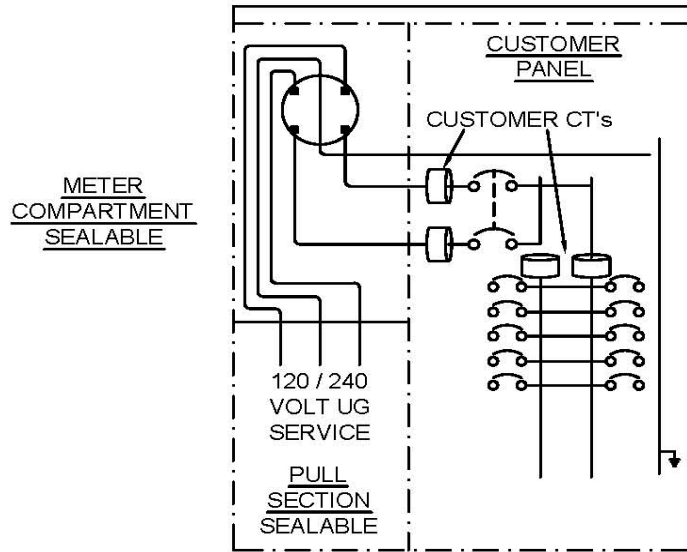 CUSTOMER
PANEL
CUSTOMER CT's
METER
COMPARTMENT
SEALABLE
120 / 240
VOLT UG
SERVICE
PULL
SECTION
SEALABLE